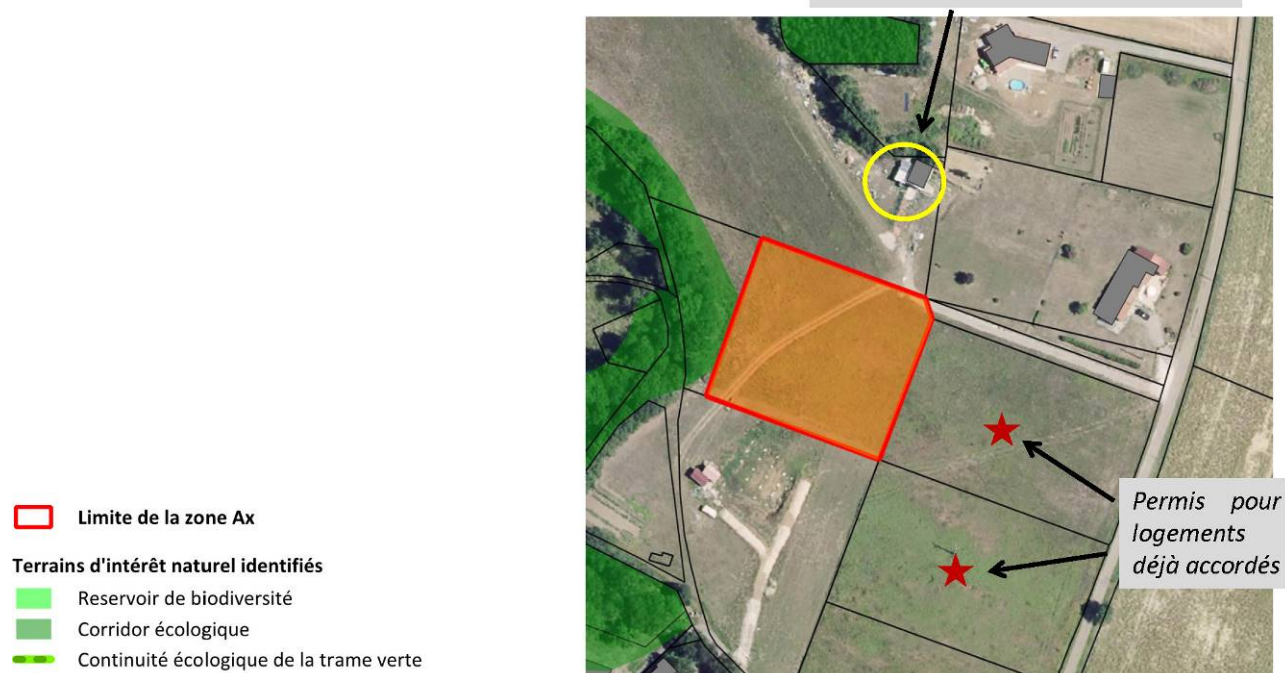 Limite de la zone Ax
Terrains d'intérêt naturel identifiés
Reservoir de biodiversité
Corridor écologique
Continuité écologique de la trame verte
Permis pour
logements
déjà accordés